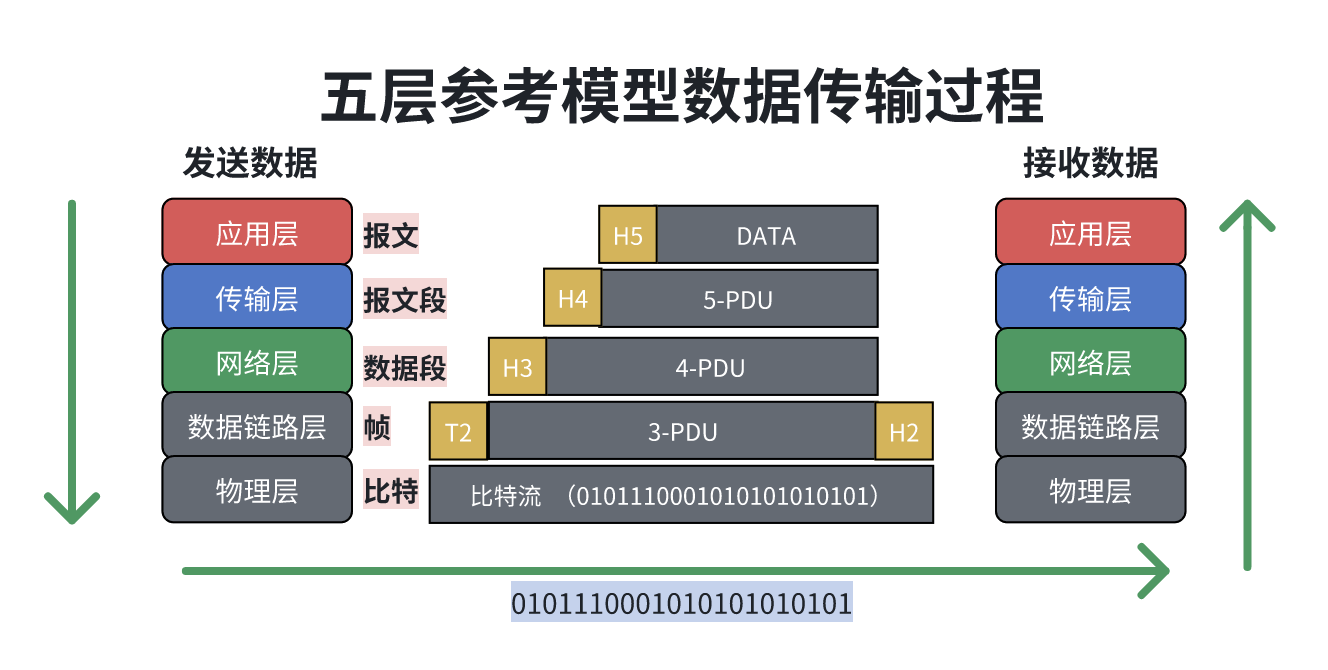 五层参考模型数据传输过程
发送数据
接收数据
应用层
报文
H5
DATA
应用层
传输层
报文段
H4
5-PDU
传输层
网络层
数据段
H3
4-PDU
网络层
数据链路层
帧
T2
3-PDU
H2
数据链路层
物理层
比特
比特流 （0101110001010101010101）
物理层
0101110001010101010101